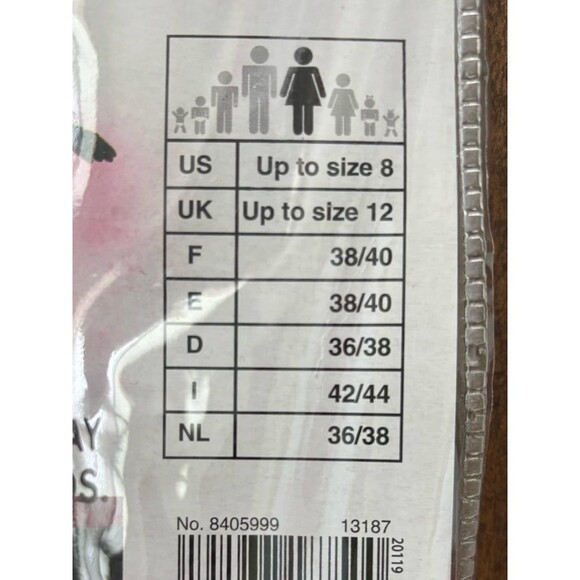 US Up to size 8
UK Up to size 12
F 38/40
E 38/40
D 36/38
I 42/44
NL 36/38
AY
S.
No. 8405999 13187
20119